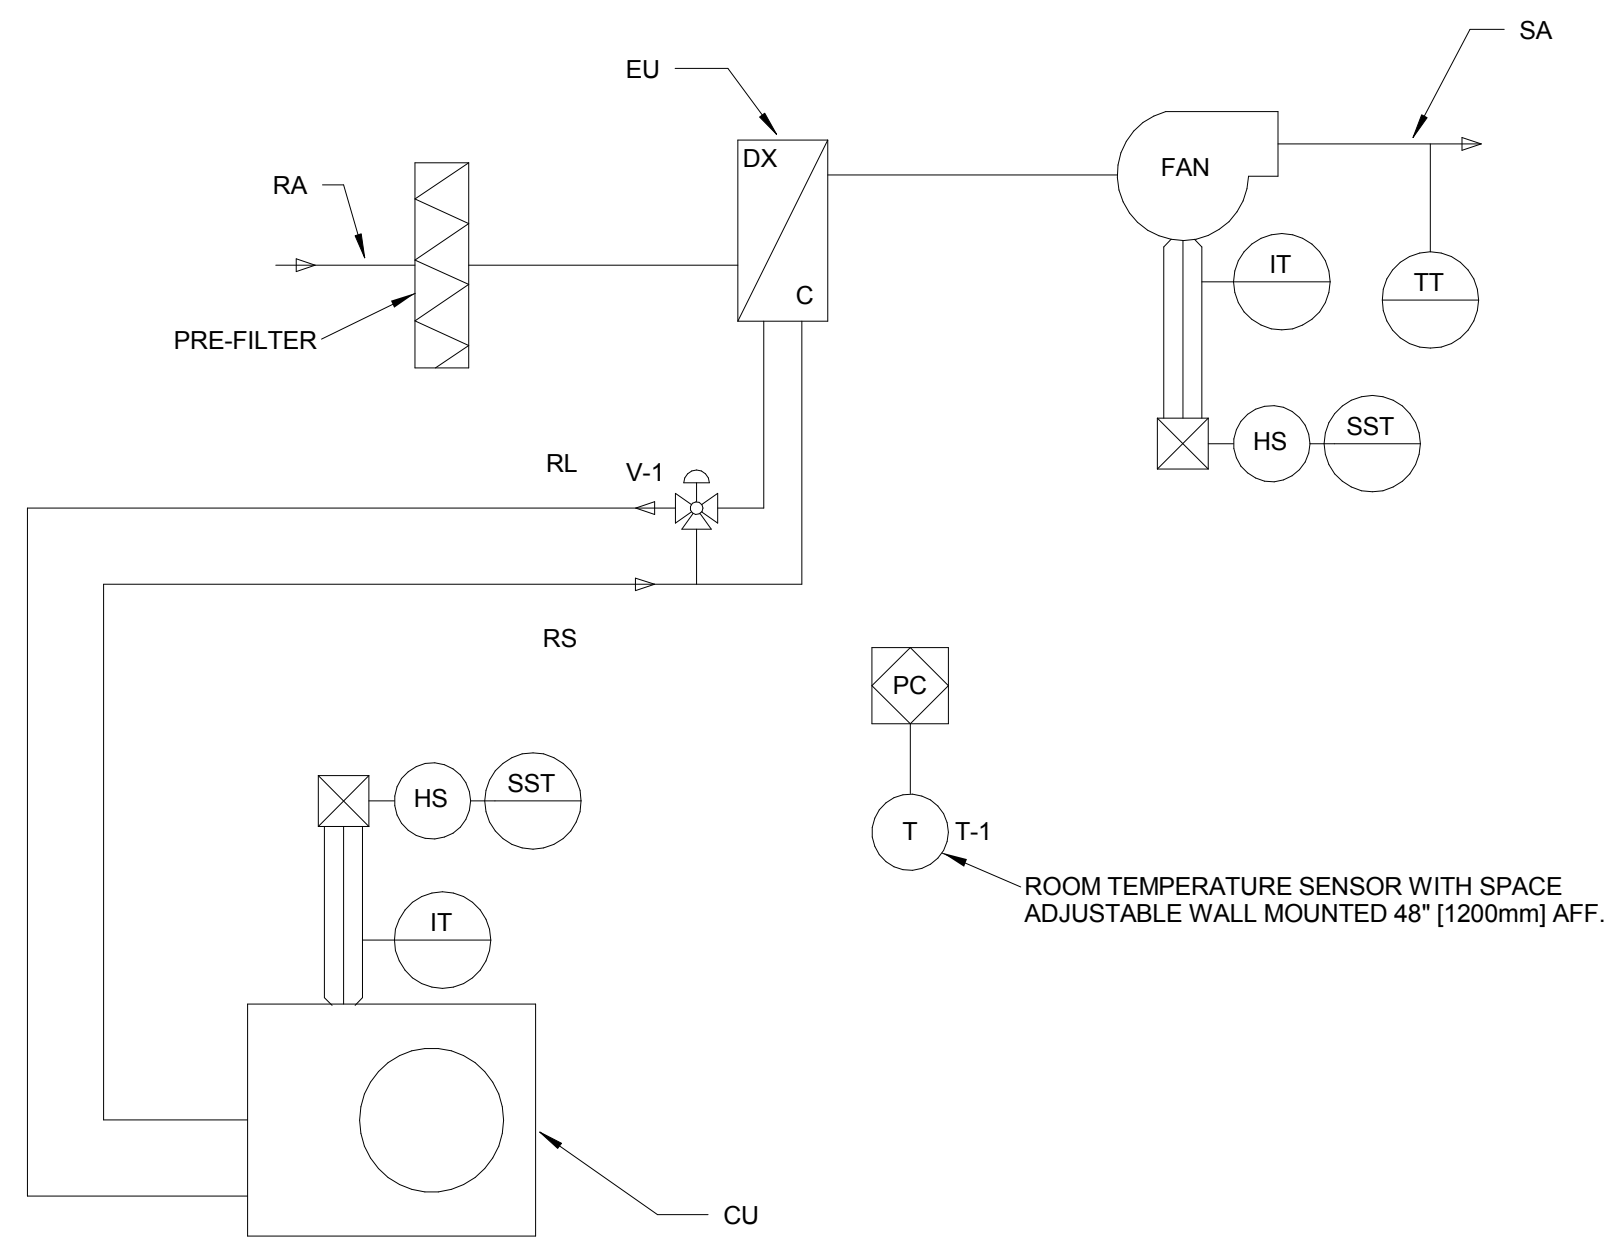 SA
EU
DX
FAN
RA
IT
C
TT
PRE-FILTER
SST
HS
RL
V-1
RS
PC
HS
SST
T
T-1
ROOM TEMPERATURE SENSOR WITH SPACE
ADJUSTABLE WALL MOUNTED 48" [1200mm] AFF.
IT
CU